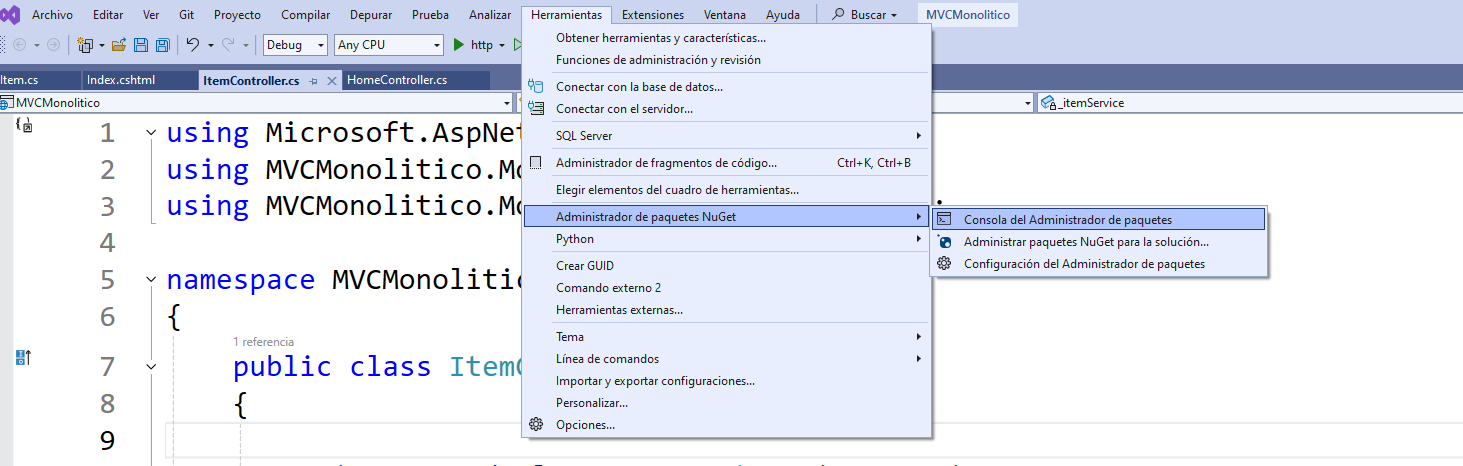 Archivo Editar Ver Git Proyecto Compilar Depurar Prueba Analizar Herramientas Extensiones Ventana Ayuda Buscar MVCMonolitico
Debug Any CPU http
Item.cs Index.cshtml ItemController.cs HomeController.cs
MVCMonolitico _itemService
1 using Microsoft.AspNet
2 using MVCMonolitico.Mo
3 using MVCMonolitico.Mo ;
4
5 namespace MVCMonolitic
6 {
1 referencia
7 public class ItemC
8 {
9
Obtener herramientas y características...
Funciones de administración y revisión
Conectar con la base de datos...
Conectar con el servidor...
SQL Server
Administrador de fragmentos de código... Ctrl+K, Ctrl+B
Elegir elementos del cuadro de herramientas...
Administrador de paquetes NuGet
Python
Crear GUID
Comando externo 2
Herramientas externas...
Tema
Línea de comandos
Importar y exportar configuraciones...
Personalizar...
Opciones...
Consola del Administrador de paquetes
Administrar paquetes NuGet para la solución...
Configuración del Administrador de paquetes